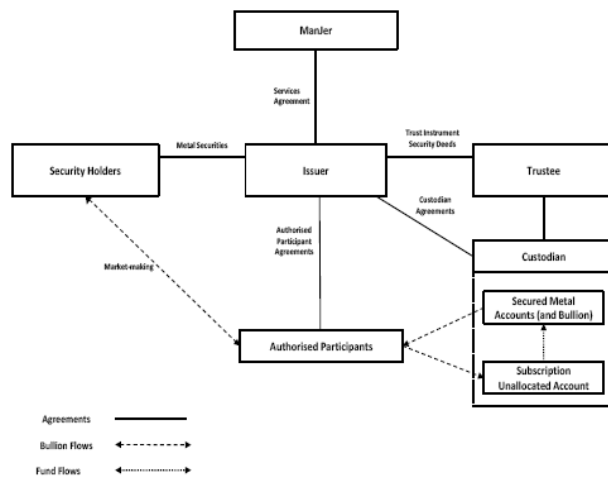 ManJer
Services
Agreement
Metal Securities
Trust Instrument
Security Deeds
Security Holders
Issuer
Trustee
Custodian
Agreements
Authorised
Participant
Agreements
Custodian
Market-making
Secured Metal
Accounts (and Bullion)
Authorised Participants
Subscription
Unallocated Account
Agreements
Bullion Flows
Fund Flows